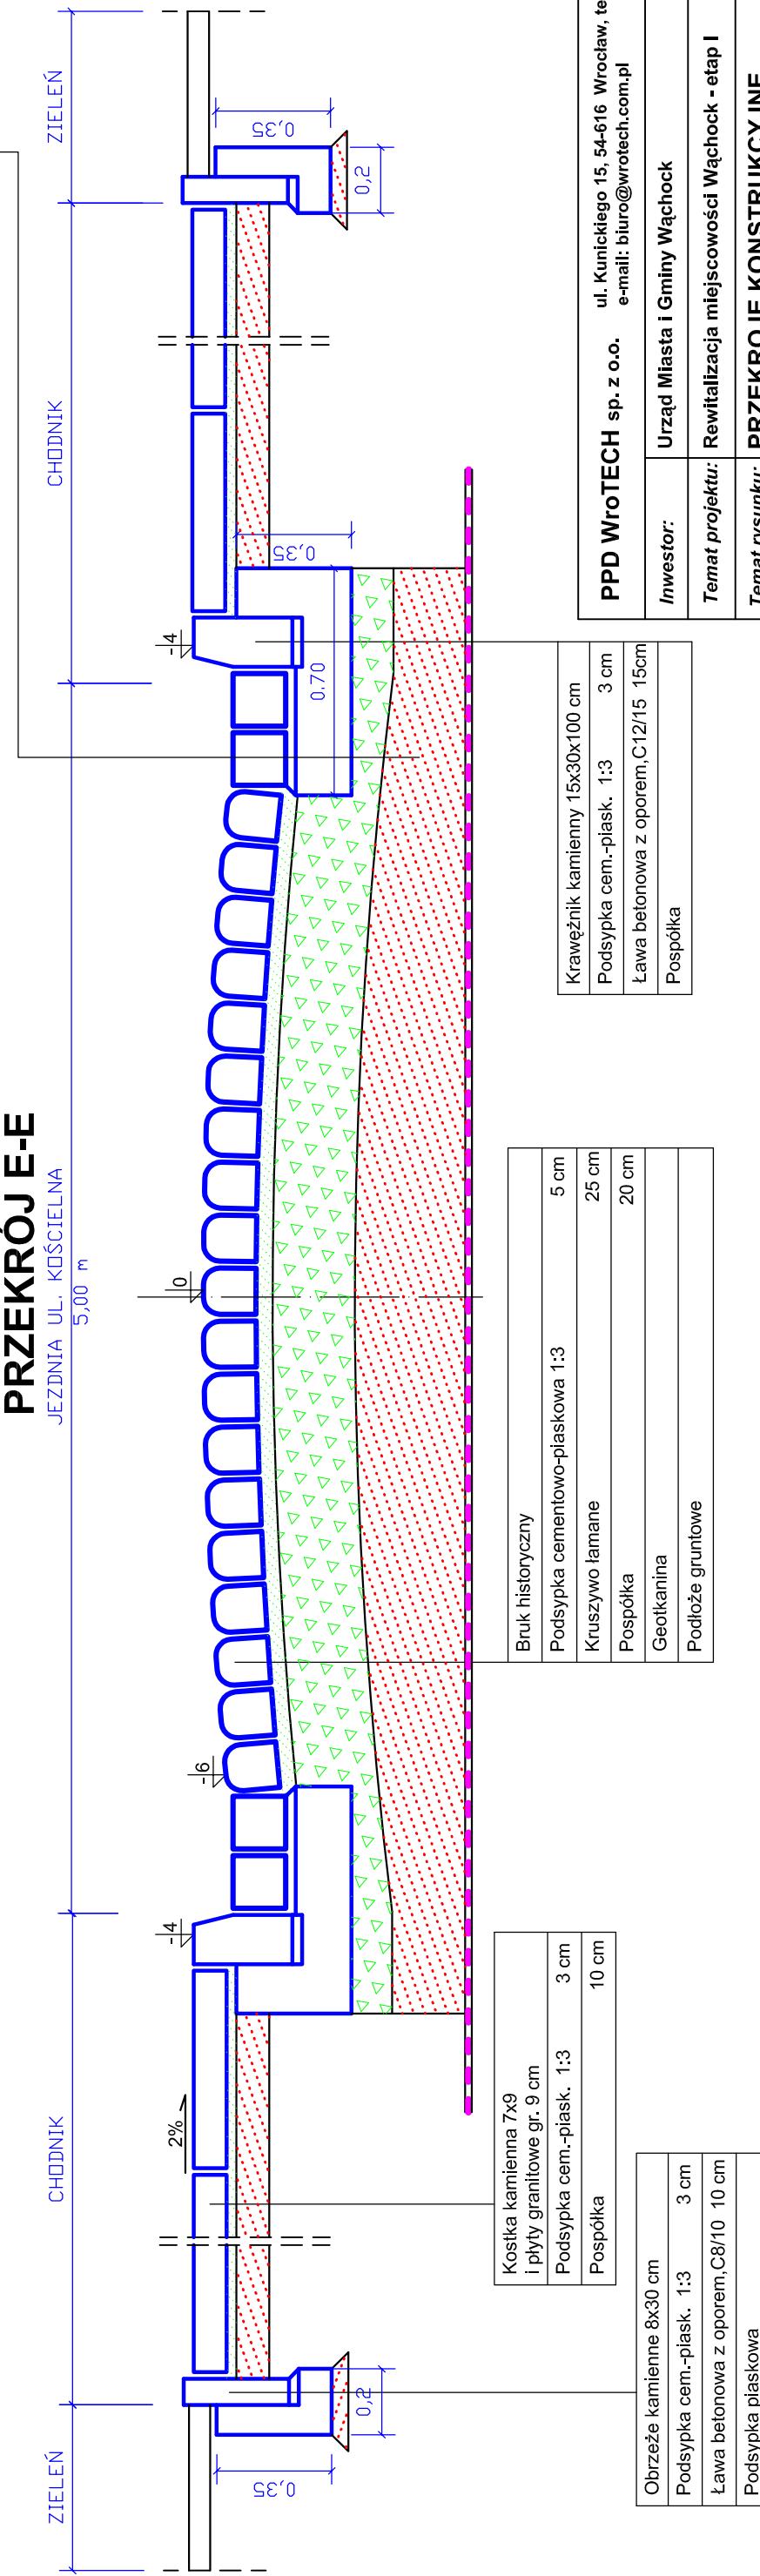 PRZEKRÓJ E-E
JEZDNIA UL. KOŚCIELNA
5,00 m
ZIELEŃ
CHODNIK
CHODNIK
ZIELEŃ
2%
-4
-6
0
-4
0,35
0,2
0.70
0,35
0,35
0,2
Obrzeże kamienne 8x30 cm
Podsypka cem.-piask. 1:3 3 cm
Ława betonowa z oporem,C8/10 10 cm
Podsypka piaskowa
Kostka kamienna 7x9
i płyty granitowe gr. 9 cm
Podsypka cem.-piask. 1:3 3 cm
Pospółka 10 cm
Bruk historyczny
Podsypka cementowo-piaskowa 1:3 5 cm
Kruszywo łamane 25 cm
Pospółka 20 cm
Geotkanina
Podłoże gruntowe
Krawężnik kamienny 15x30x100 cm
Podsypka cem.-piask. 1:3 3 cm
Ława betonowa z oporem,C12/15 15cm
Pospółka
PPD WroTECH sp. z o.o. ul. Kunickiego 15, 54-616 Wrocław, te
e-mail: biuro@wrotech.com.pl
Inwestor: Urząd Miasta i Gminy Wąchock
Temat projektu: Rewitalizacja miejscowości Wąchock - etap I
Temat rysunku: PRZEKROJE KONSTRUKCYJNE